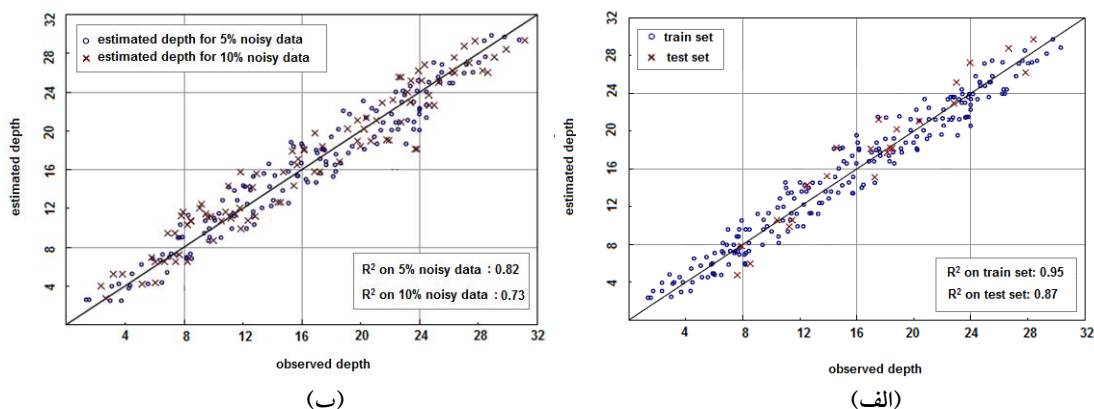 32
28
24
20
16
12
8
4
estimated depth
estimated depth for 5% noisy data
estimated depth for 10% noisy data
R² on 5% noisy data : 0.82
R² on 10% noisy data : 0.73
4 8 12 16 20 24 28 32
observed depth
(ب)
32
28
24
20
16
12
8
4
estimated depth
train set
test set
R² on train set: 0.95
R² on test set: 0.87
4 8 12 16 20 24 28 32
observed depth
(الف)